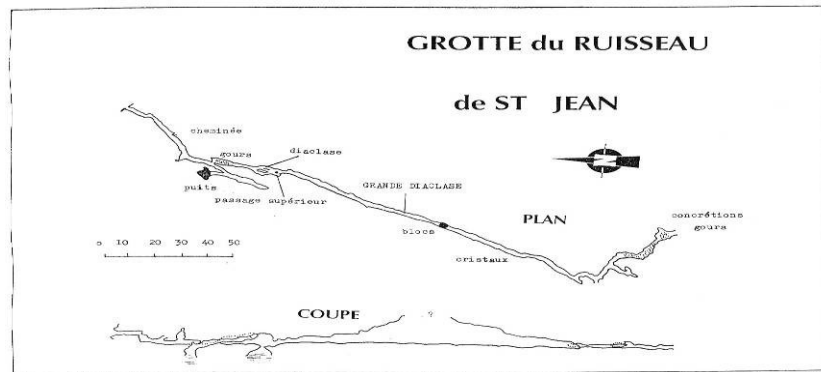 GROTTE du RUISSEAU
de ST JEAN
cheminée
gours
diaclase
puits
passage supérieur
GRANDE DIACLASE
N
PLAN
concrétions
gours
blocs
0 10 20 30 40 50
cristaux
COUPE
?